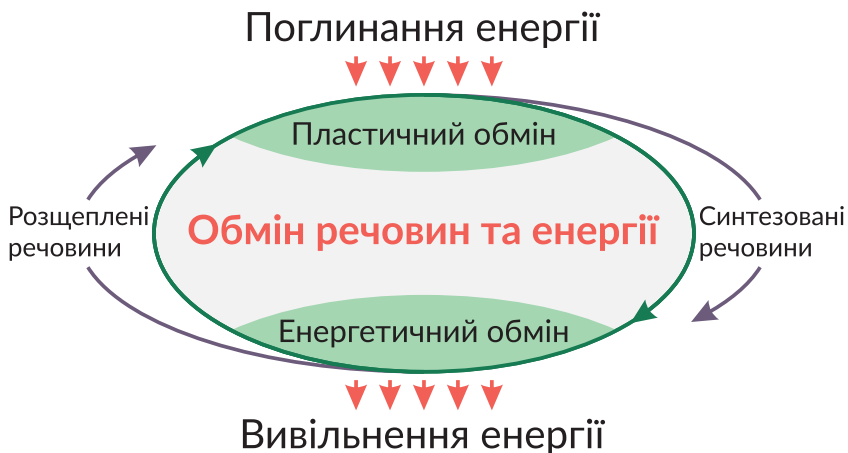 Поглинання енергії
Пластичний обмін
Розщеплені
речовини
Обмін речовин та енергії
Синтезовані
речовини
Енергетичний обмін
Вивільнення енергії